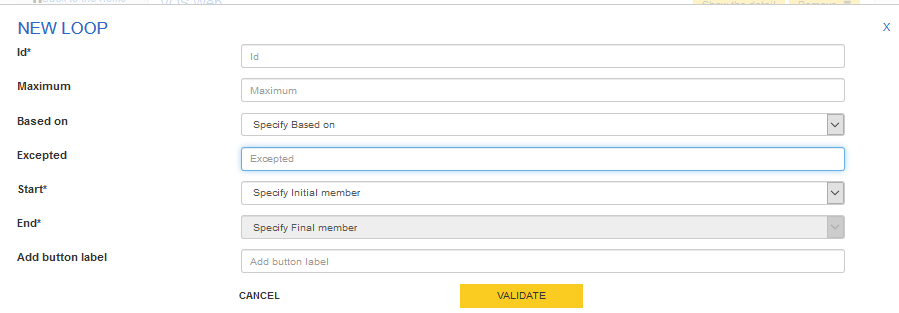 NEW LOOP
X
Id*
Id
Maximum
Maximum
Based on
Specify Based on
Excepted
Excepted
Start*
Specify Initial member
End*
Specify Final member
Add button label
Add button label
CANCEL
VALIDATE